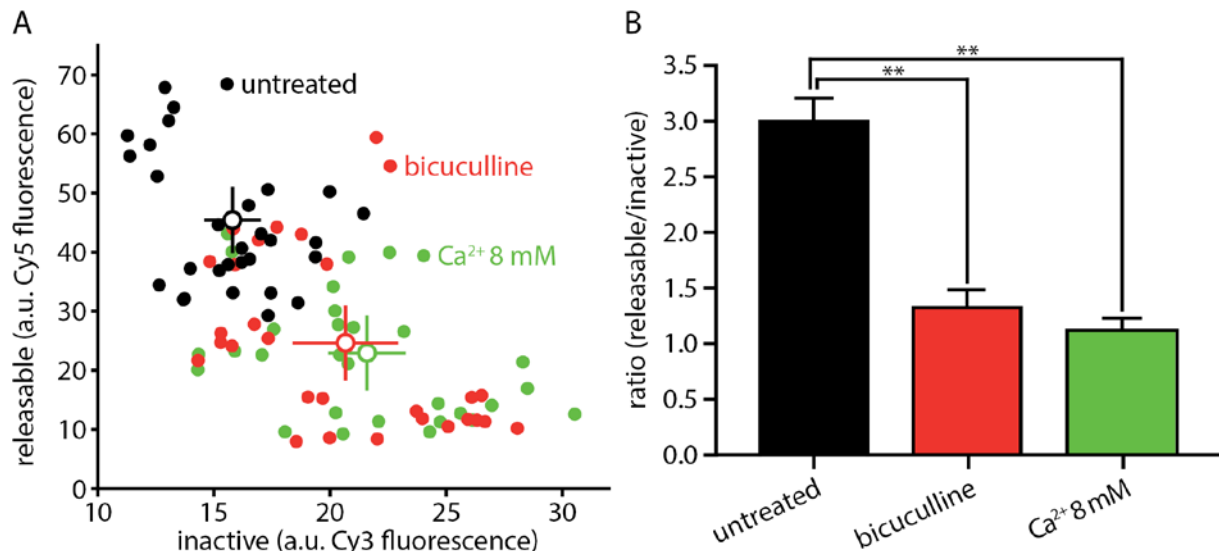 A
releasable (a.u. Cy5 fluorescence)
70
60
50
40
30
20
10
0
untreated
bicuculline
Ca²⁺ 8 mM
10
15
20
25
30
inactive (a.u. Cy3 fluorescence)
B
ratio (releasable/inactive)
3.5
3.0
2.5
2.0
1.5
1.0
0.5
0.0
**
**
untreated
bicuculline
Ca²⁺ 8 mM